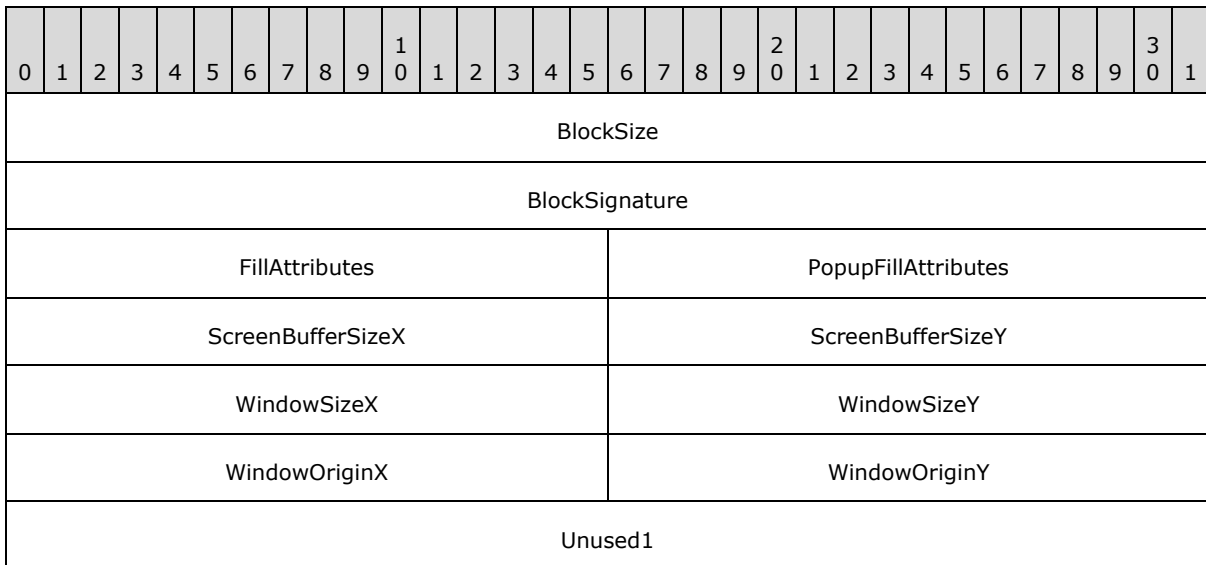 0 1 2 3 4 5 6 7 8 9 1 0 1 2 3 4 5 6 7 8 9 2 0 1 2 3 4 5 6 7 8 9 3 0 1
BlockSize
BlockSignature
FillAttributes PopupFillAttributes
ScreenBufferSizeX ScreenBufferSizeY
WindowSizeX WindowSizeY
WindowOriginX WindowOriginY
Unused1